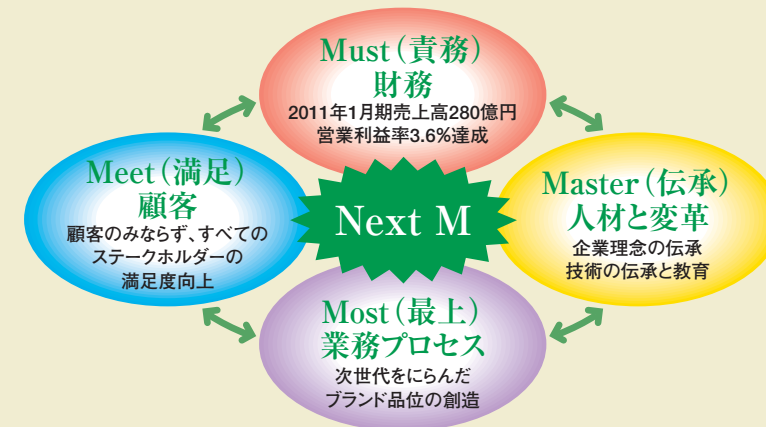 Must(責務)
財務
2011年1月期売上高280億円
営業利益率3.6%達成
Meet(満足)
顧客
顧客のみならず、すべての
ステークホルダーの
満足度向上
Next M
Master(伝承)
人材と変革
企業理念の伝承
技術の伝承と教育
Most(最上)
業務プロセス
次世代をにらんだ
ブランド品位の創造